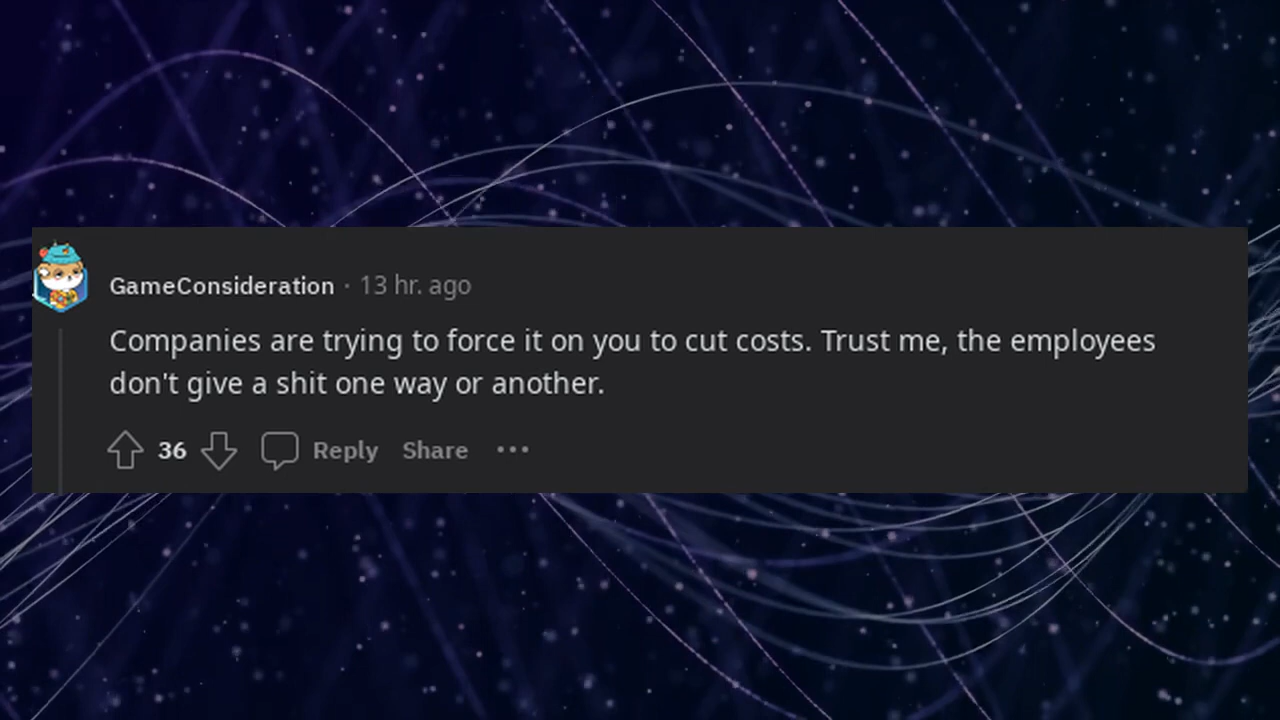 GameConsideration · 13 hr. ago
Companies are trying to force it on you to cut costs. Trust me, the employees
don't give a shit one way or another.
36 Reply Share •••